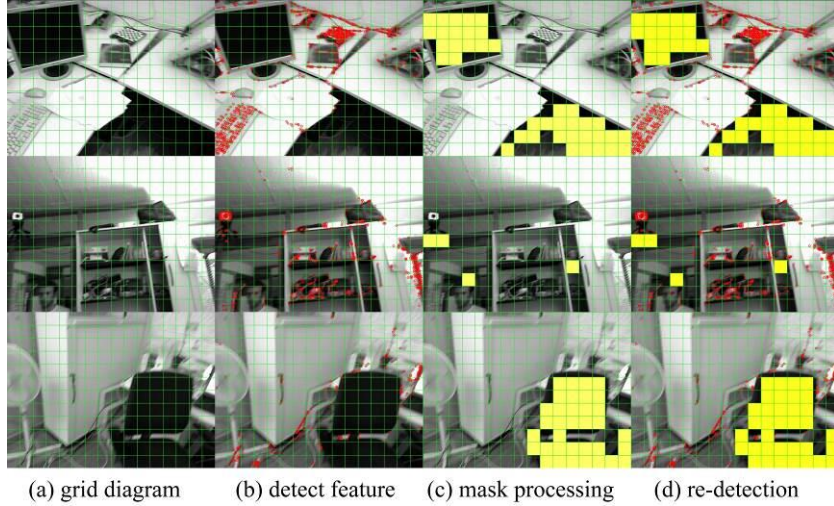 (a) grid diagram (b) detect feature (c) mask processing (d) re-detection